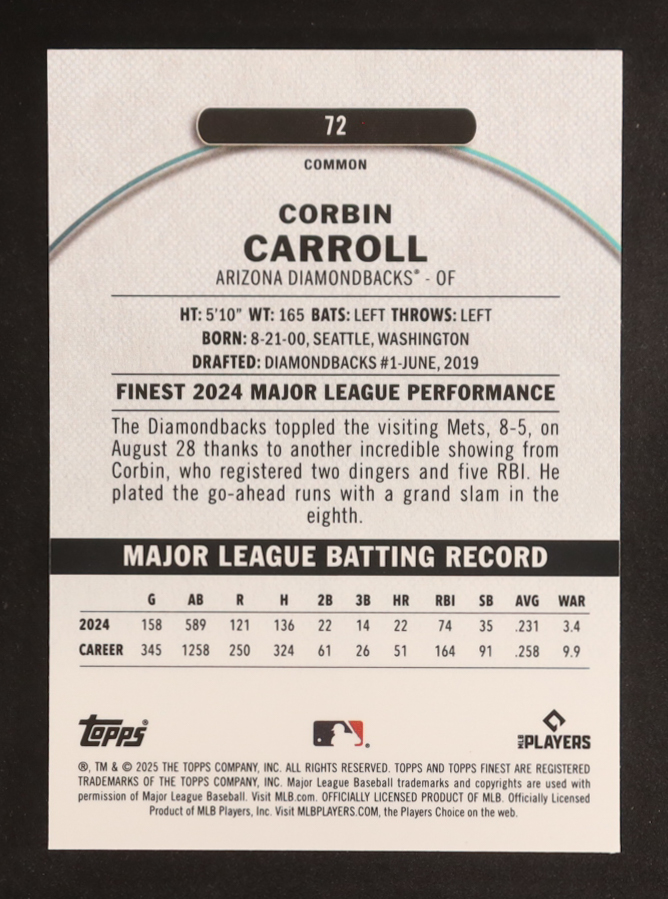 72
COMMON
CORBIN
CARROLL
ARIZONA DIAMONDBACKS® - OF
HT: 5'10" WT: 165 BATS: LEFT THROWS: LEFT
BORN: 8-21-00, SEATTLE, WASHINGTON
DRAFTED: DIAMONDBACKS #1-JUNE, 2019
FINEST 2024 MAJOR LEAGUE PERFORMANCE
The Diamondbacks toppled the visiting Mets, 8-5, on
August 28 thanks to another incredible showing from
Corbin, who registered two dingers and five RBI. He
plated the go-ahead runs with a grand slam in the
eighth.
MAJOR LEAGUE BATTING RECORD
G AB R H 2B 3B HR RBI SB AVG WAR
2024 158 589 121 136 22 14 22 74 35 .231 3.4
CAREER 345 1258 250 324 61 26 51 164 91 .258 9.9
topps® MLB PLAYERS
®, TM & © 2025 THE TOPPS COMPANY, INC. ALL RIGHTS RESERVED. TOPPS AND TOPPS FINEST ARE REGISTERED
TRADEMARKS OF THE TOPPS COMPANY, INC. Major League Baseball trademarks and copyrights are used with
permission of Major League Baseball. Visit MLB.com. OFFICIALLY LICENSED PRODUCT OF MLB. Officially Licensed
Product of MLB Players, Inc. Visit MLBPLAYERS.COM, the Players Choice on the web.